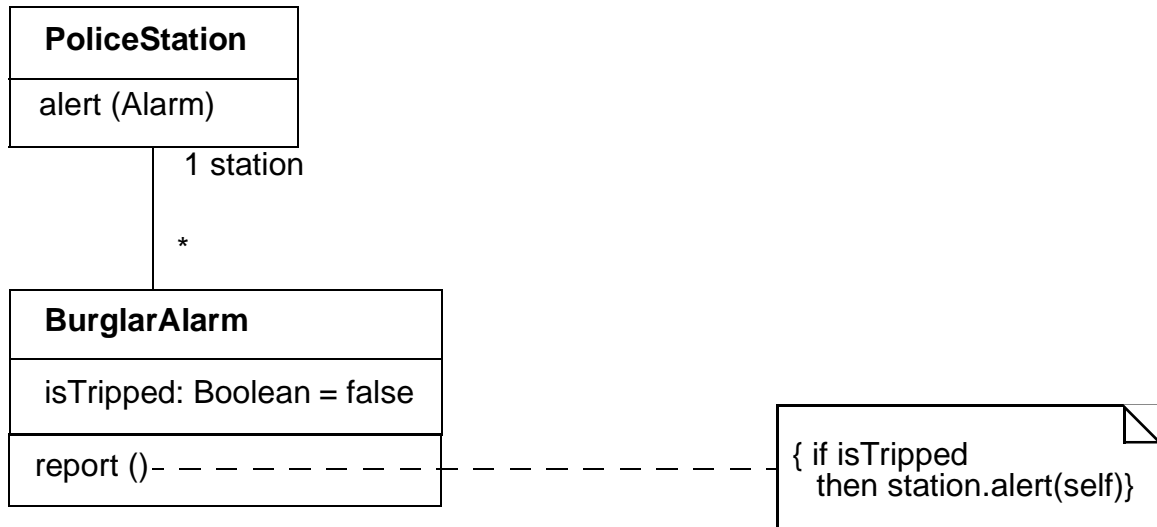 PoliceStation
alert (Alarm)
1 station
*
BurglarAlarm
isTripped: Boolean = false
report ()
{ if isTripped
then station.alert(self)}